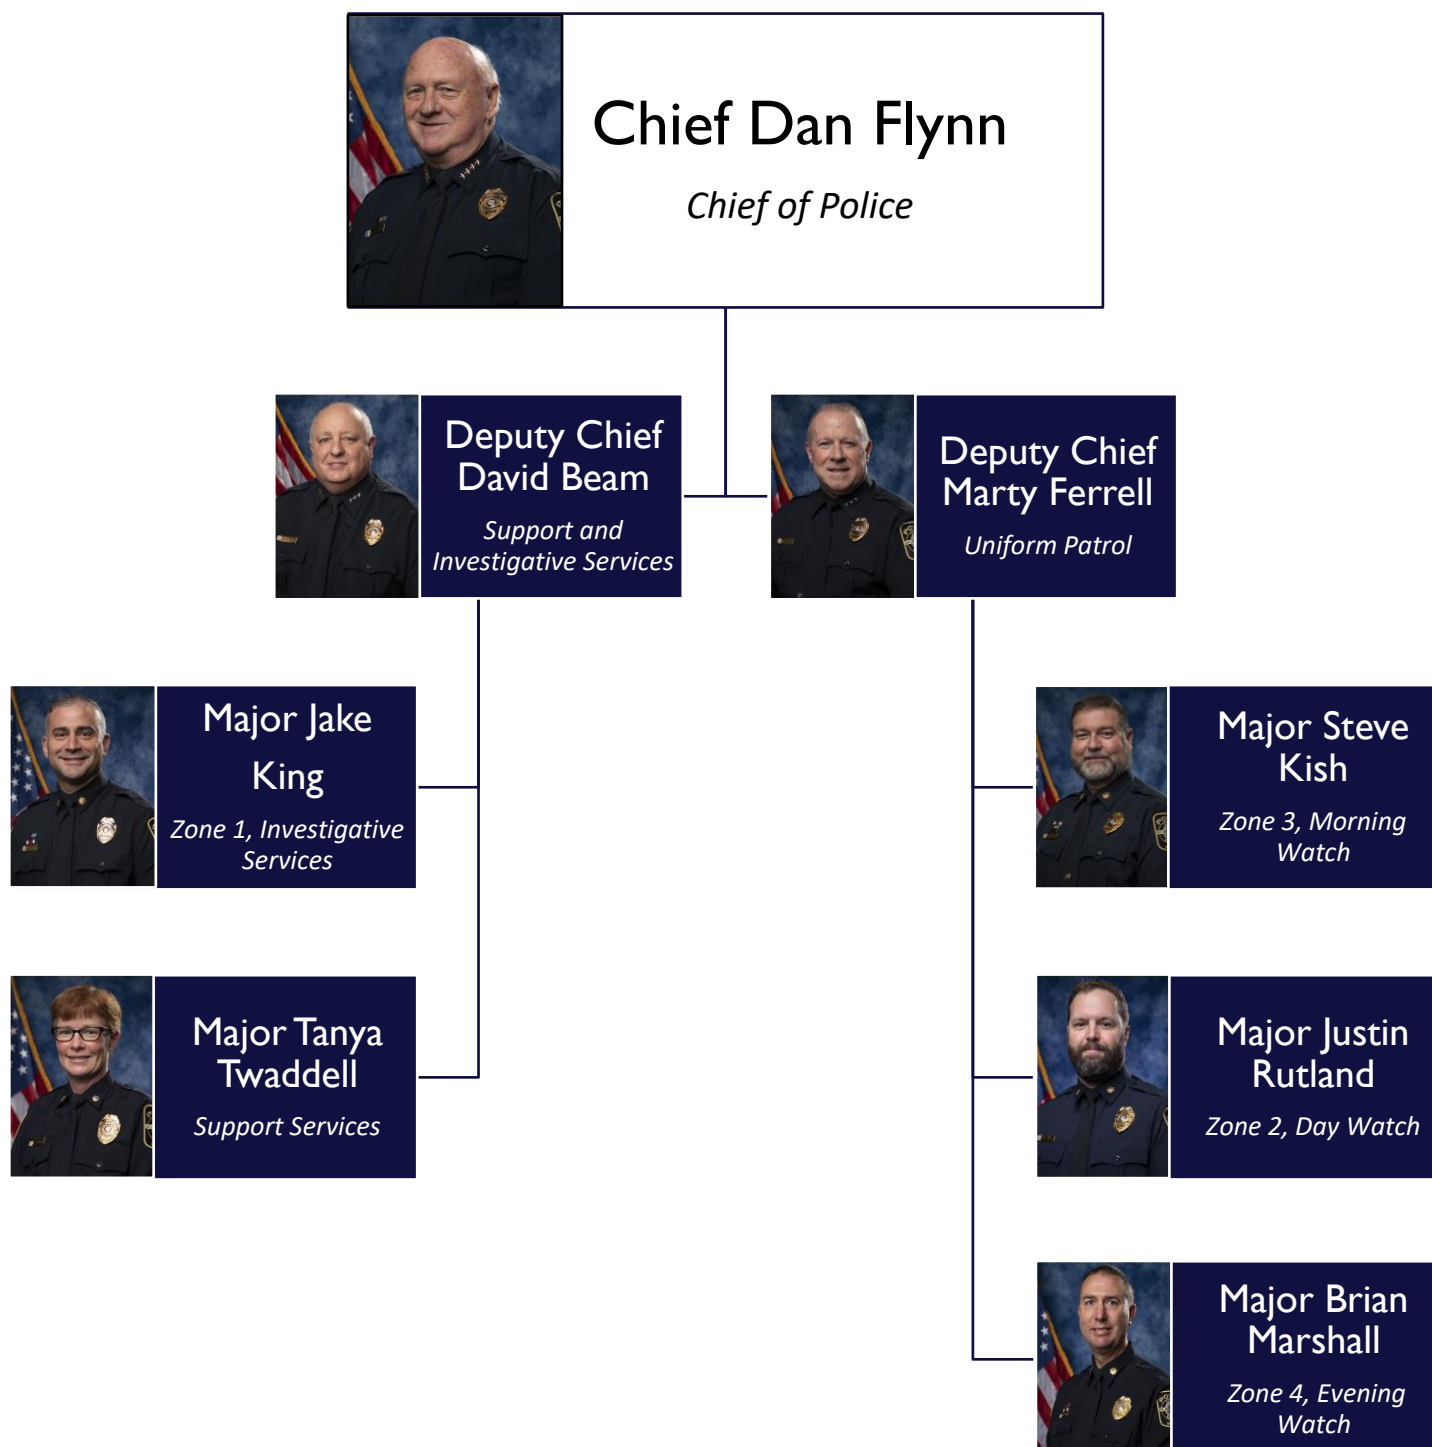 Chief Dan Flynn
Chief of Police
Deputy Chief
David Beam
Support and
Investigative Services
Deputy Chief
Marty Ferrell
Uniform Patrol
Major Jake
King
Zone 1, Investigative
Services
Major Steve
Kish
Zone 3, Morning
Watch
Major Tanya
Twaddell
Support Services
Major Justin
Rutland
Zone 2, Day Watch
Major Brian
Marshall
Zone 4, Evening
Watch